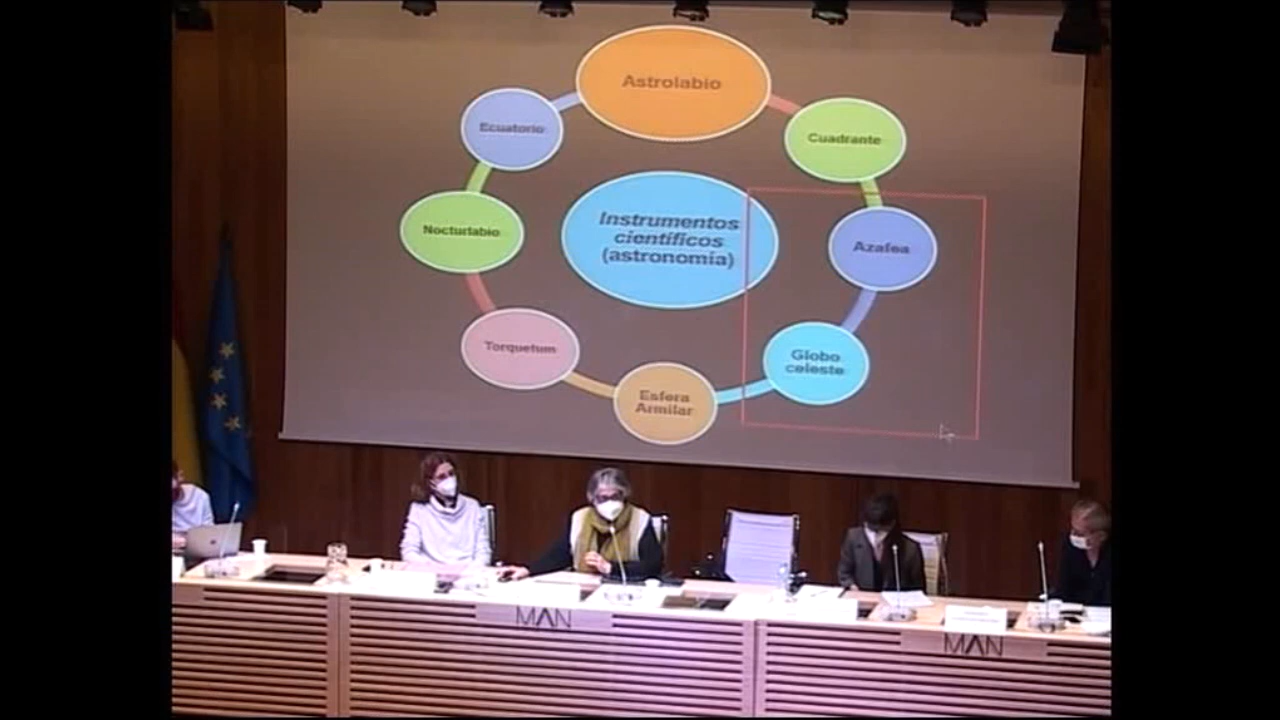 Astrolabio
Ecuatorio
Cuadrante
Nocturlabio
Instrumentos
científicos
(astronomía)
Azafea
Torquetum
Globo
celeste
Esfera
Armilar
MAN
MAN